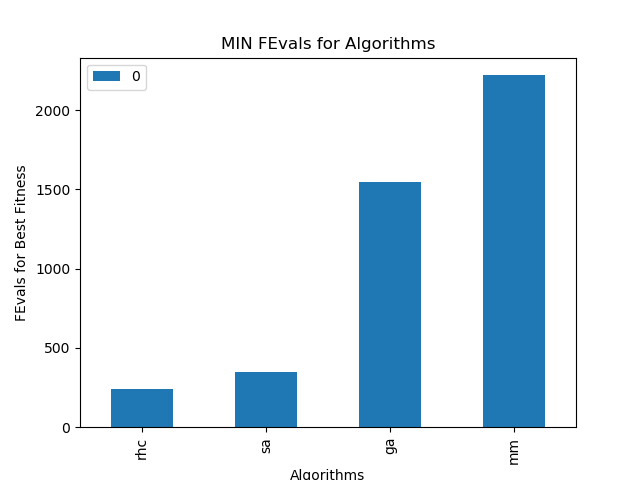 MIN FEvals for Algorithms
0
FEvals for Best Fitness
2000
1500
1000
500
0
rhc
sa
ga
mm
Algorithms